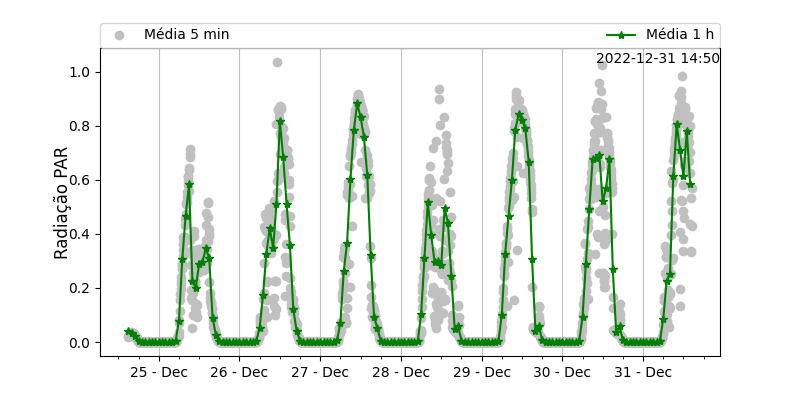 Média 5 min
Média 1 h
2022-12-31 14:50
Radiação PAR
1.0
0.8
0.6
0.4
0.2
0.0
25 - Dec
26 - Dec
27 - Dec
28 - Dec
29 - Dec
30 - Dec
31 - Dec